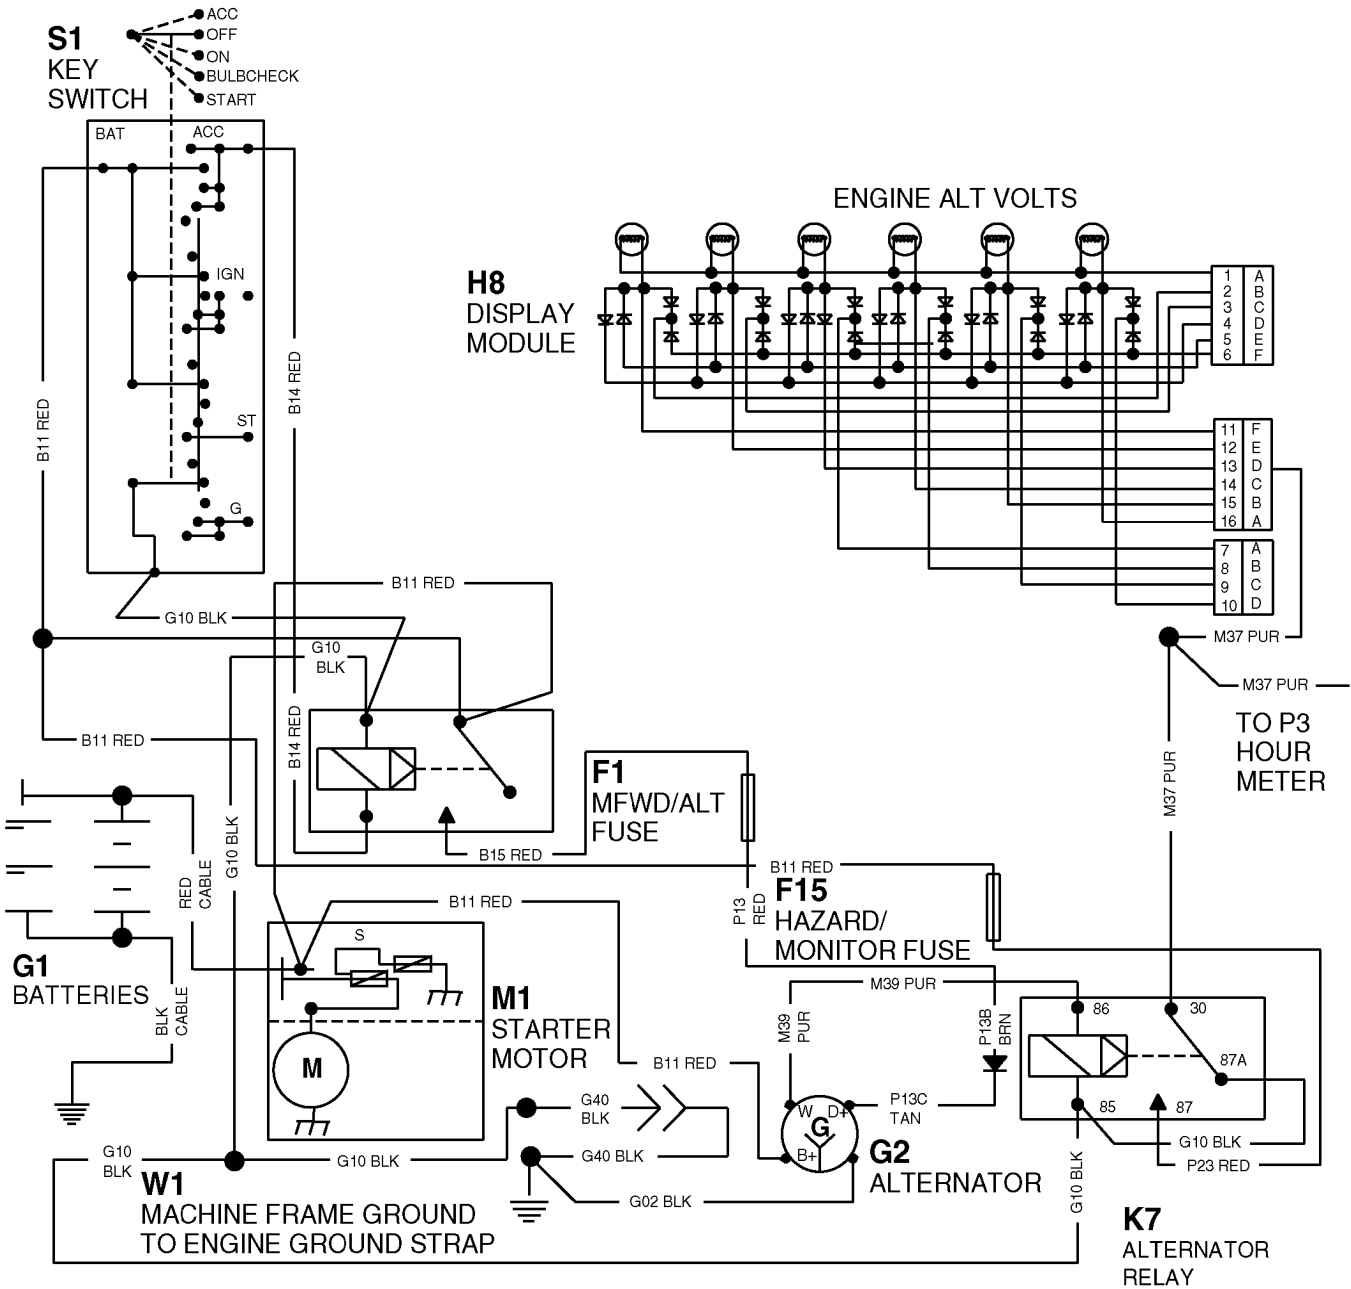 ACC
OFF
ON
BULBCHECK
START
S1
KEY
SWITCH
BAT
ACC
IGN
ST
G
B11 RED
B14 RED
ENGINE ALT VOLTS
H8
DISPLAY
MODULE
1 A
2 B
3 C
4 D
5 E
6 F
11 F
12 E
13 D
14 C
15 B
16 A
7 A
8 B
9 C
10 D
M37 PUR
M37 PUR
TO P3
HOUR
METER
M37 PUR
B11 RED
G10 BLK
G10
BLK
B11 RED
B14 RED
F1
MFWD/ALT
FUSE
B15 RED
G10 BLK
RED
CABLE
B11 RED
F15
HAZARD/
MONITOR FUSE
P13
RED
B11 RED
G1
BATTERIES
BLK
CABLE
S
M
M1
STARTER
MOTOR
M39 PUR
M39
PUR
P13B
BRN
86
30
87A
85
87
B11 RED
G40
BLK
P13C
TAN
W
D+
G
B+
G2
ALTERNATOR
G10 BLK
P23 RED
G10
BLK
G10 BLK
G40 BLK
G02 BLK
G10 BLK
W1
MACHINE FRAME GROUND
TO ENGINE GROUND STRAP
K7
ALTERNATOR
RELAY